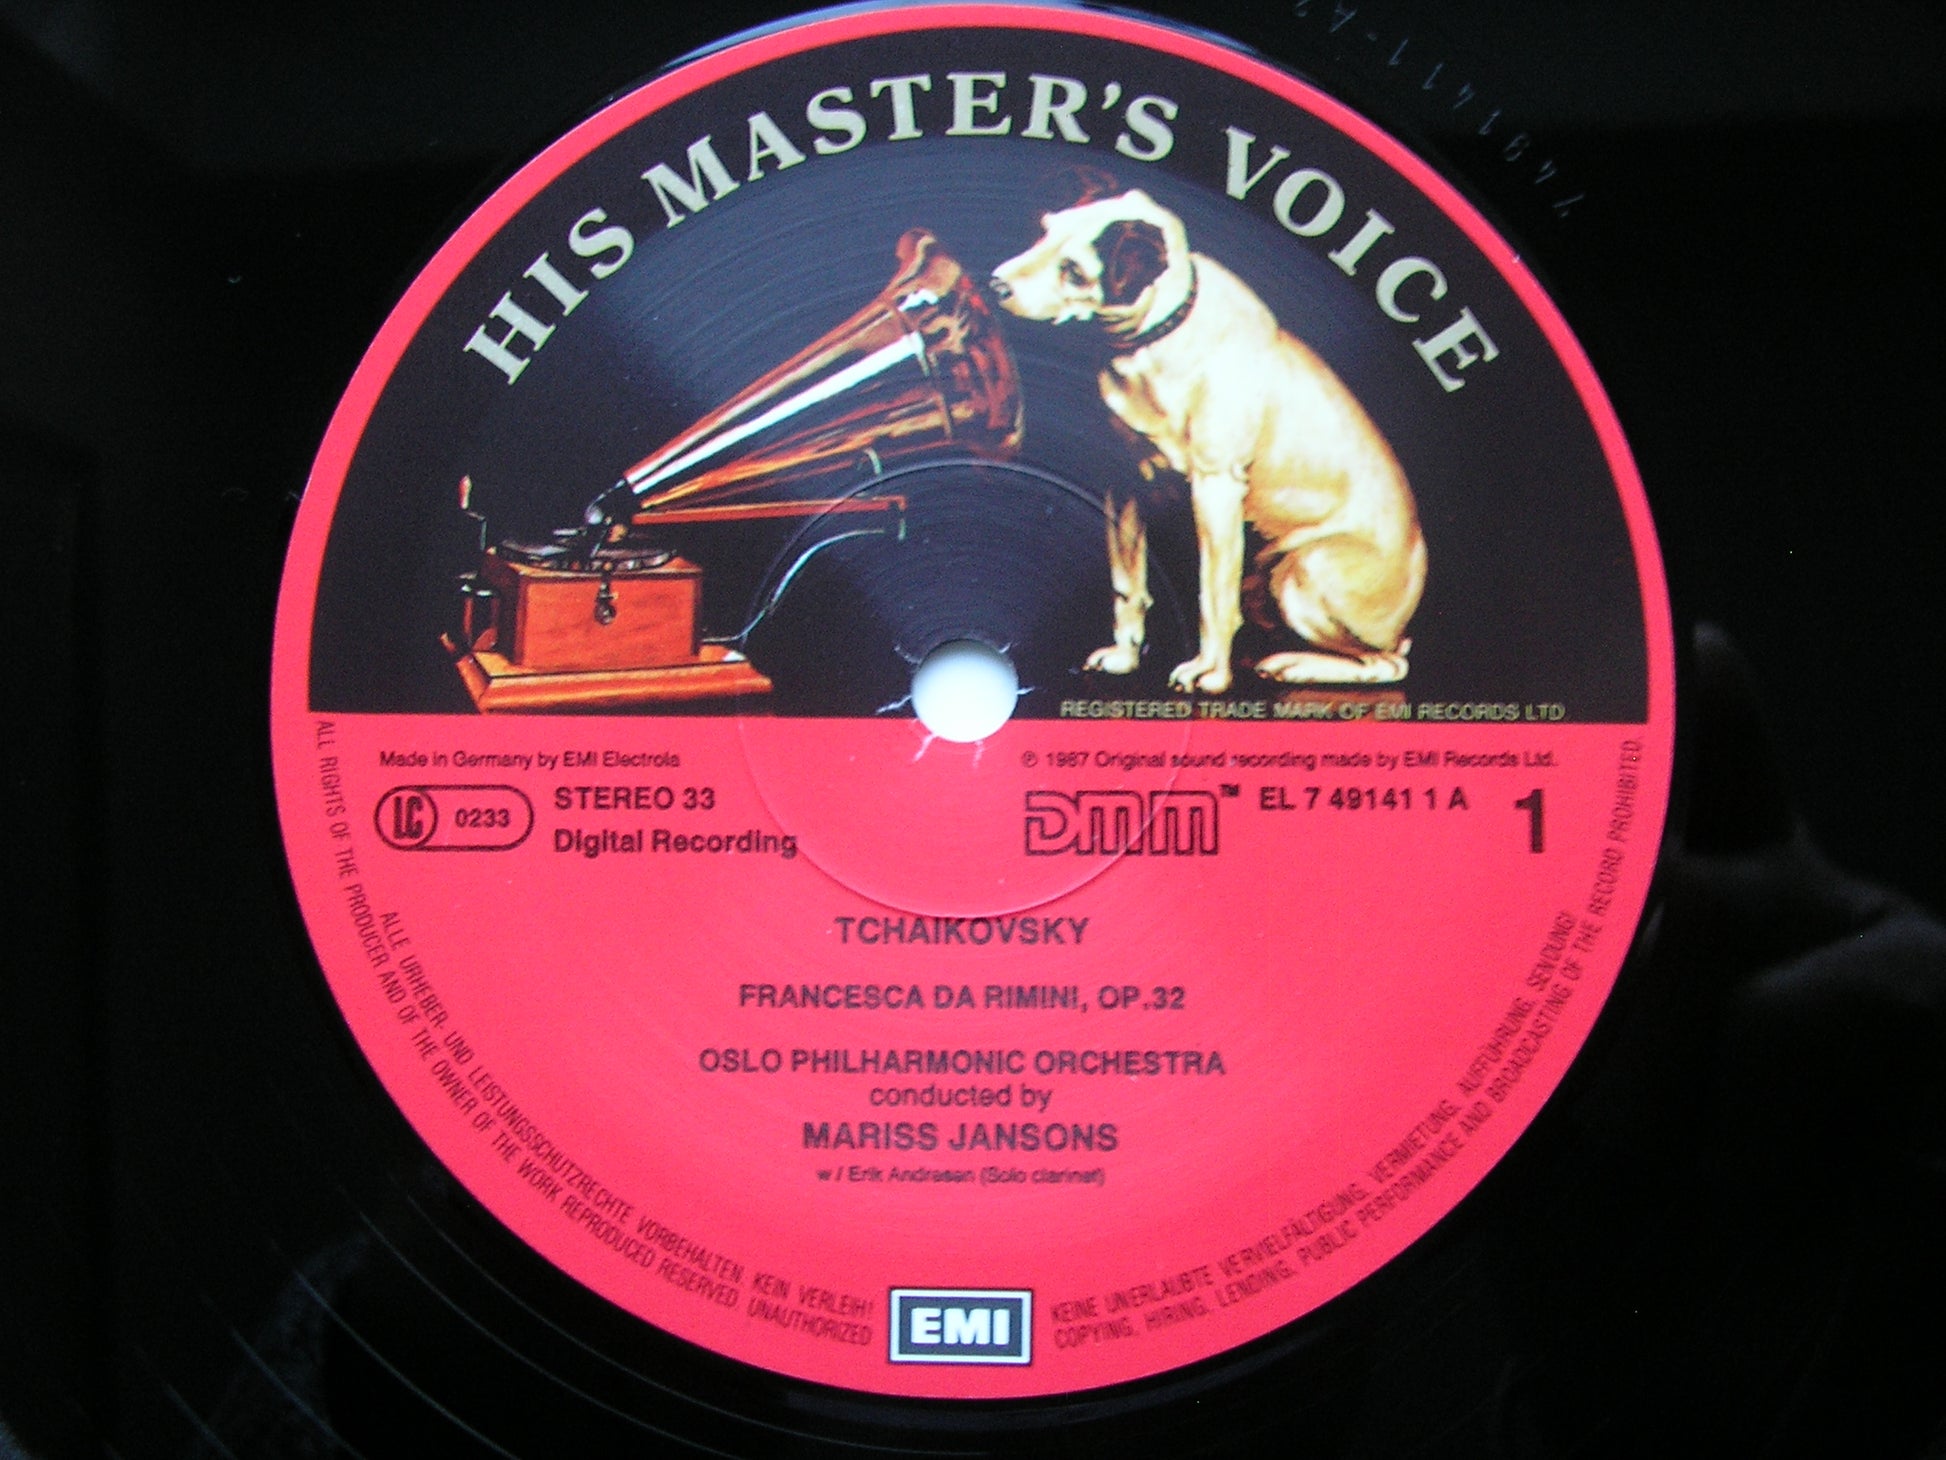 HIS MASTER'S VOICE
REGISTERED TRADE MARK OF EMI RECORDS LTD
Made in Germany by EMI Electrola
℗ 1987 Original sound recording made by EMI Records Ltd.
LC 0233
STEREO 33
Digital Recording
DMM™
EL 7 49141 1 A
1
TCHAIKOVSKY
FRANCESCA DA RIMINI, OP.32
OSLO PHILHARMONIC ORCHESTRA
conducted by
MARISS JANSONS
w / Erik Andresen (Solo clarinet)
EMI
ALLE URHEBER- UND LEISTUNGSSCHUTZRECHTE VORBEHALTEN. KEIN VERLEIH!
KEINE UNERLAUBTE VERVIELFÄLTIGUNG, VERMIETUNG, AUFFÜHRUNG, SENDUNG!
ALL RIGHTS OF THE PRODUCER AND OF THE OWNER OF THE WORK REPRODUCED RESERVED. UNAUTHORIZED
COPYING, HIRING, LENDING, PUBLIC PERFORMANCE AND BROADCASTING OF THE RECORD PROHIBITED.
7491411-A